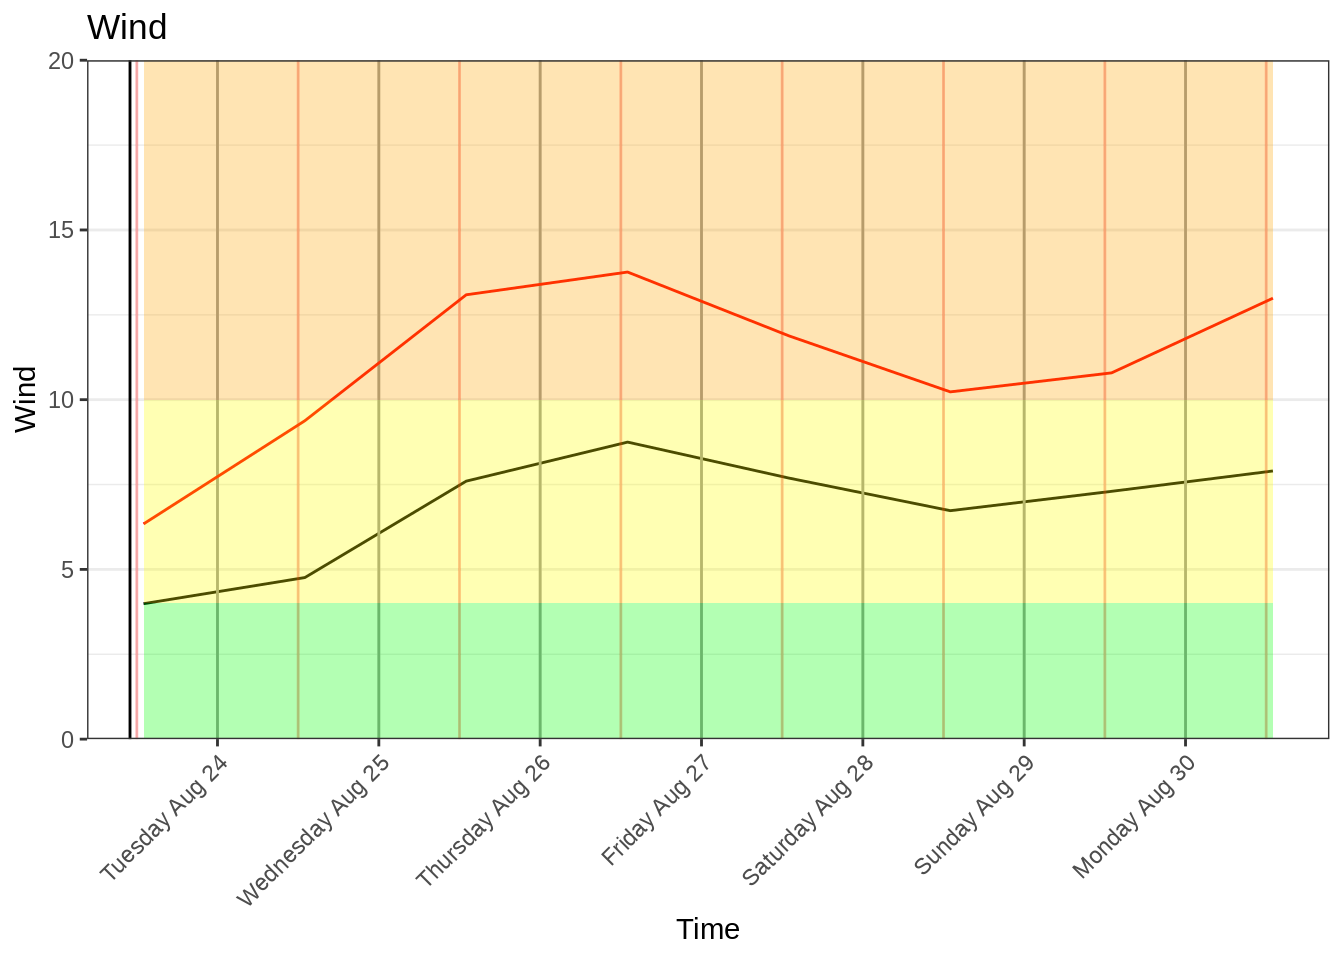 Wind
20
15
10
5
0
Wind
Tuesday Aug 24
Wednesday Aug 25
Thursday Aug 26
Friday Aug 27
Saturday Aug 28
Sunday Aug 29
Monday Aug 30
Time